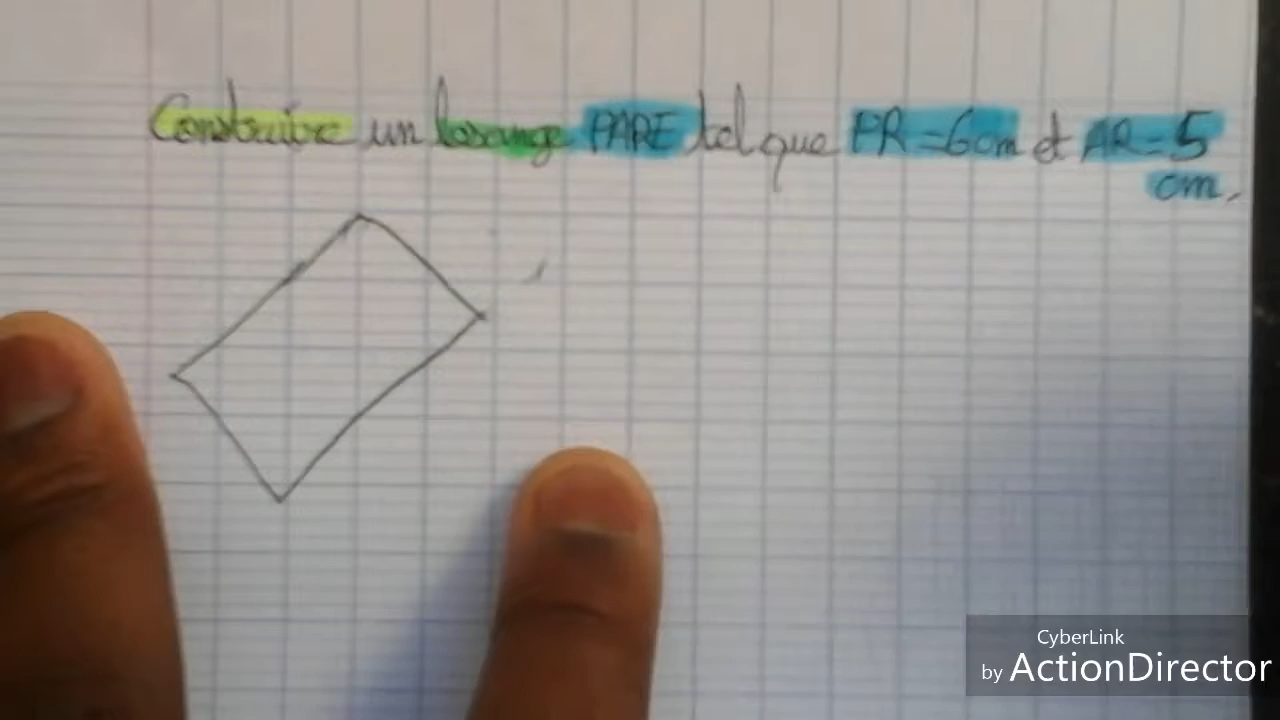 Construire un losange PARE tel que PR=6cm et AR=5
cm.
CyberLink
by ActionDirector